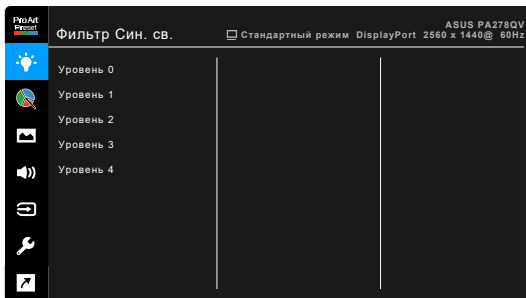 ProArt
Preset
Фильтр Син. св.
ASUS PA278QV
Стандартный режим DisplayPort 2560 x 1440@ 60Hz
Уровень 0
Уровень 1
Уровень 2
Уровень 3
Уровень 4